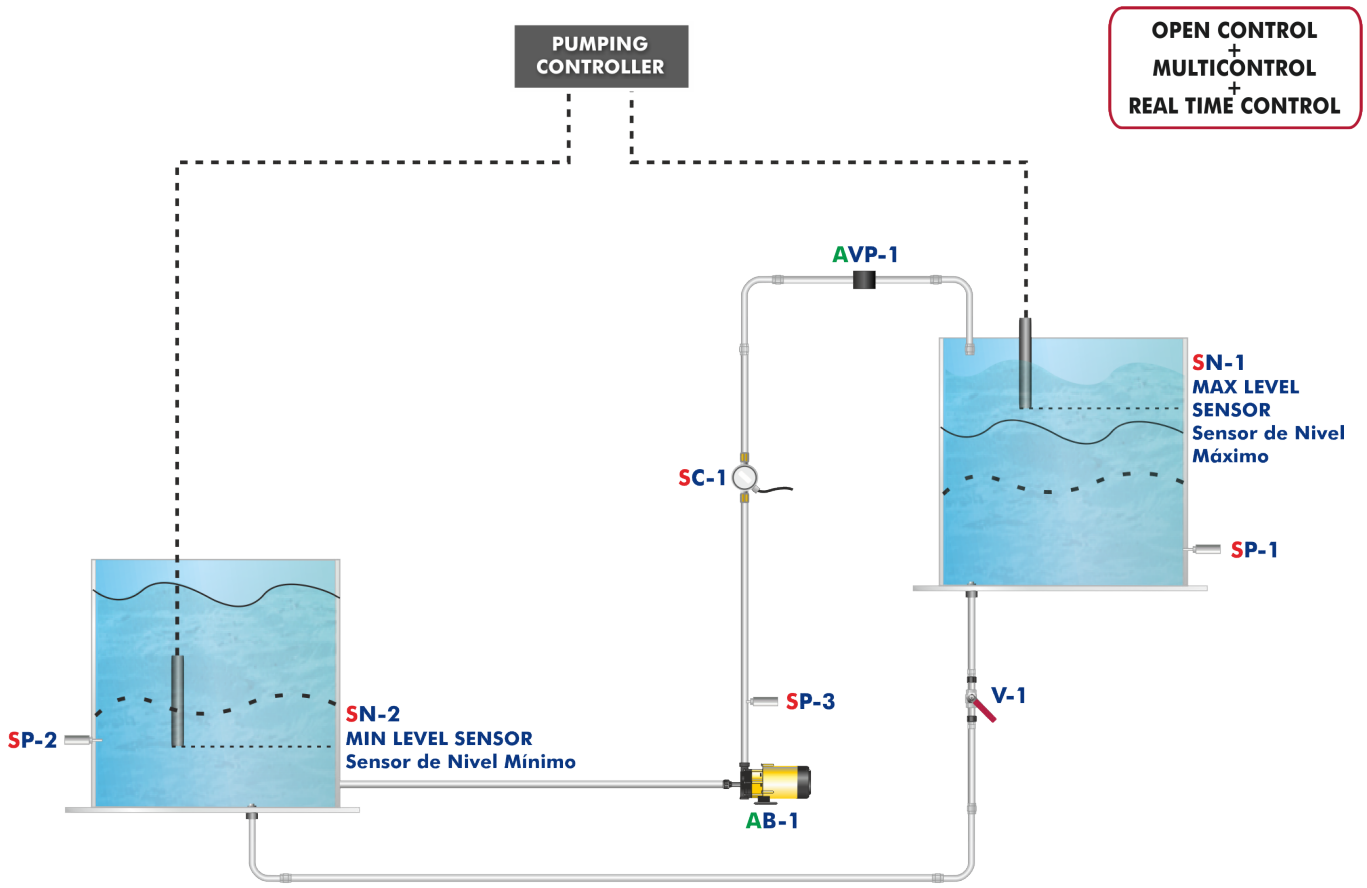 PUMPING
CONTROLLER
OPEN CONTROL
+
MULTICONTROL
+
REAL TIME CONTROL
AVP-1
SN-1
MAX LEVEL
SENSOR
Sensor de Nivel
Máximo
SC-1
SP-1
SP-3
V-1
SN-2
MIN LEVEL SENSOR
Sensor de Nivel Mínimo
SP-2
AB-1